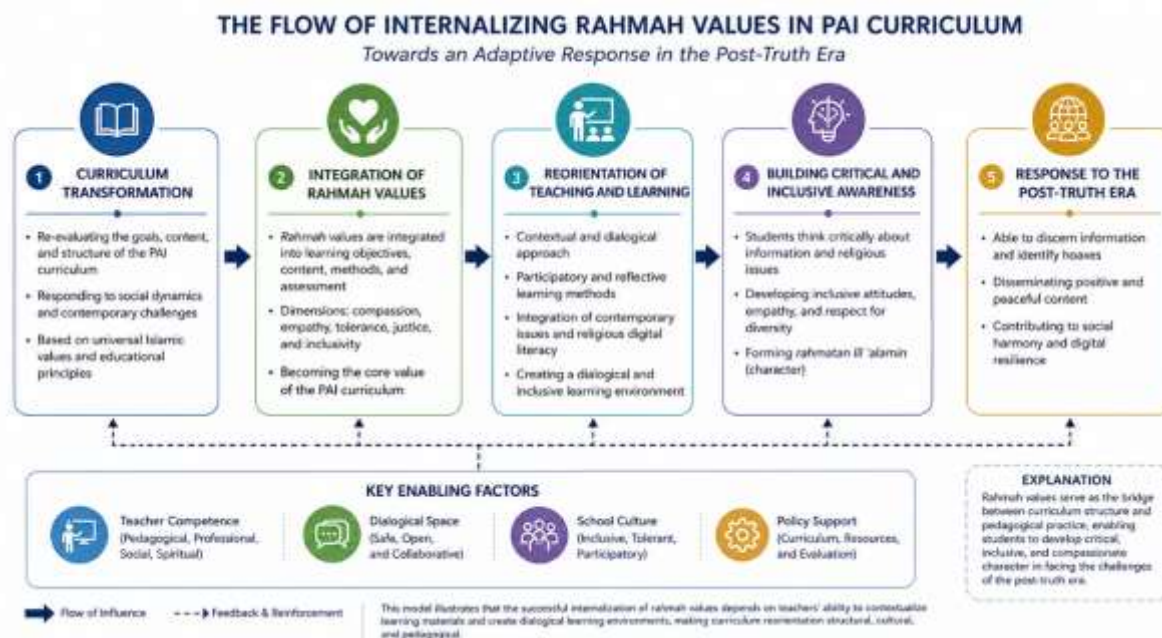 THE FLOW OF INTERNALIZING RAHMAH VALUES IN PAI CURRICULUM
Towards an Adaptive Response in the Post-Truth Era
1 CURRICULUM
TRANSFORMATION
• Re-evaluating the goals, content,
and structure of the PAI
curriculum
• Responding to social dynamics
and contemporary challenges
• Based on universal Islamic
values and educational
principles
2 INTEGRATION OF
RAHMAH VALUES
• Rahmah values are integrated
into learning objectives,
content, methods, and
assessment
• Dimensions: compassion,
empathy, tolerance, justice,
and inclusivity
• Becoming the core value
of the PAI curriculum
3 REORIENTATION OF
TEACHING AND LEARNING
• Contextual and dialogical
approach
• Participatory and reflective
learning methods
• Integration of contemporary
issues and religious digital
literacy
• Creating a dialogical and
inclusive learning environment
4 BUILDING CRITICAL AND
INCLUSIVE AWARENESS
• Students think critically about
information and religious
issues
• Developing inclusive attitudes,
empathy, and respect for
diversity
• Forming rahmatan lil 'alamin
(character)
5 RESPONSE TO THE
POST-TRUTH ERA
• Able to discern information
and identify hoaxes
• Disseminating positive and
peaceful content
• Contributing to social
harmony and digital
resilience
KEY ENABLING FACTORS
Teacher Competence
(Pedagogical, Professional,
Social, Spiritual)
Dialogical Space
(Safe, Open,
and Collaborative)
School Culture
(Inclusive, Tolerant,
Participatory)
Policy Support
(Curriculum, Resources,
and Evaluation)
EXPLANATION
Rahmah values serve as the bridge
between curriculum structure and
pedagogical practice, enabling
students to develop critical,
inclusive, and compassionate
character in facing the challenges
of the post-truth era.
Flow of Influence
Feedback & Reinforcement
This model illustrates that the successful internalization of rahmah values depends on teachers' ability to contextualize
learning materials and create dialogical learning environments, making curriculum reorientation structural, cultural,
and pedagogical.